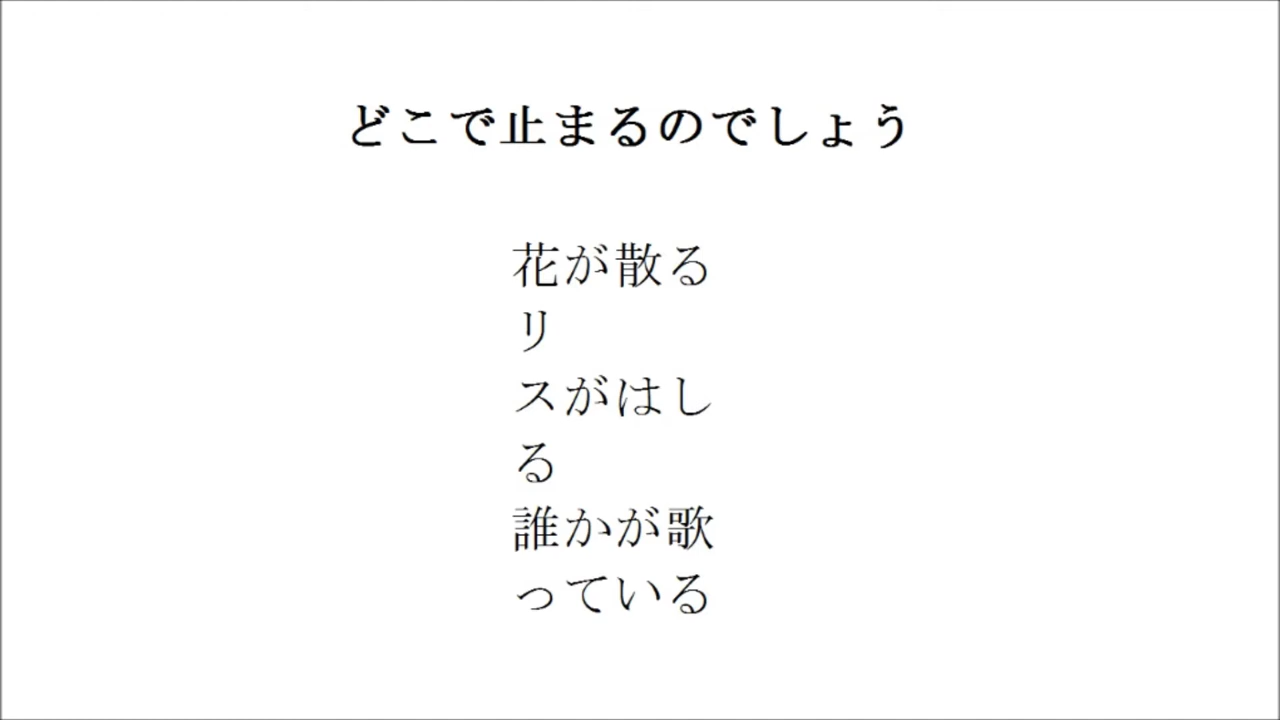 どこで止まるのでしょう
花が散る
リ
スがはし
る
誰かが歌
っている